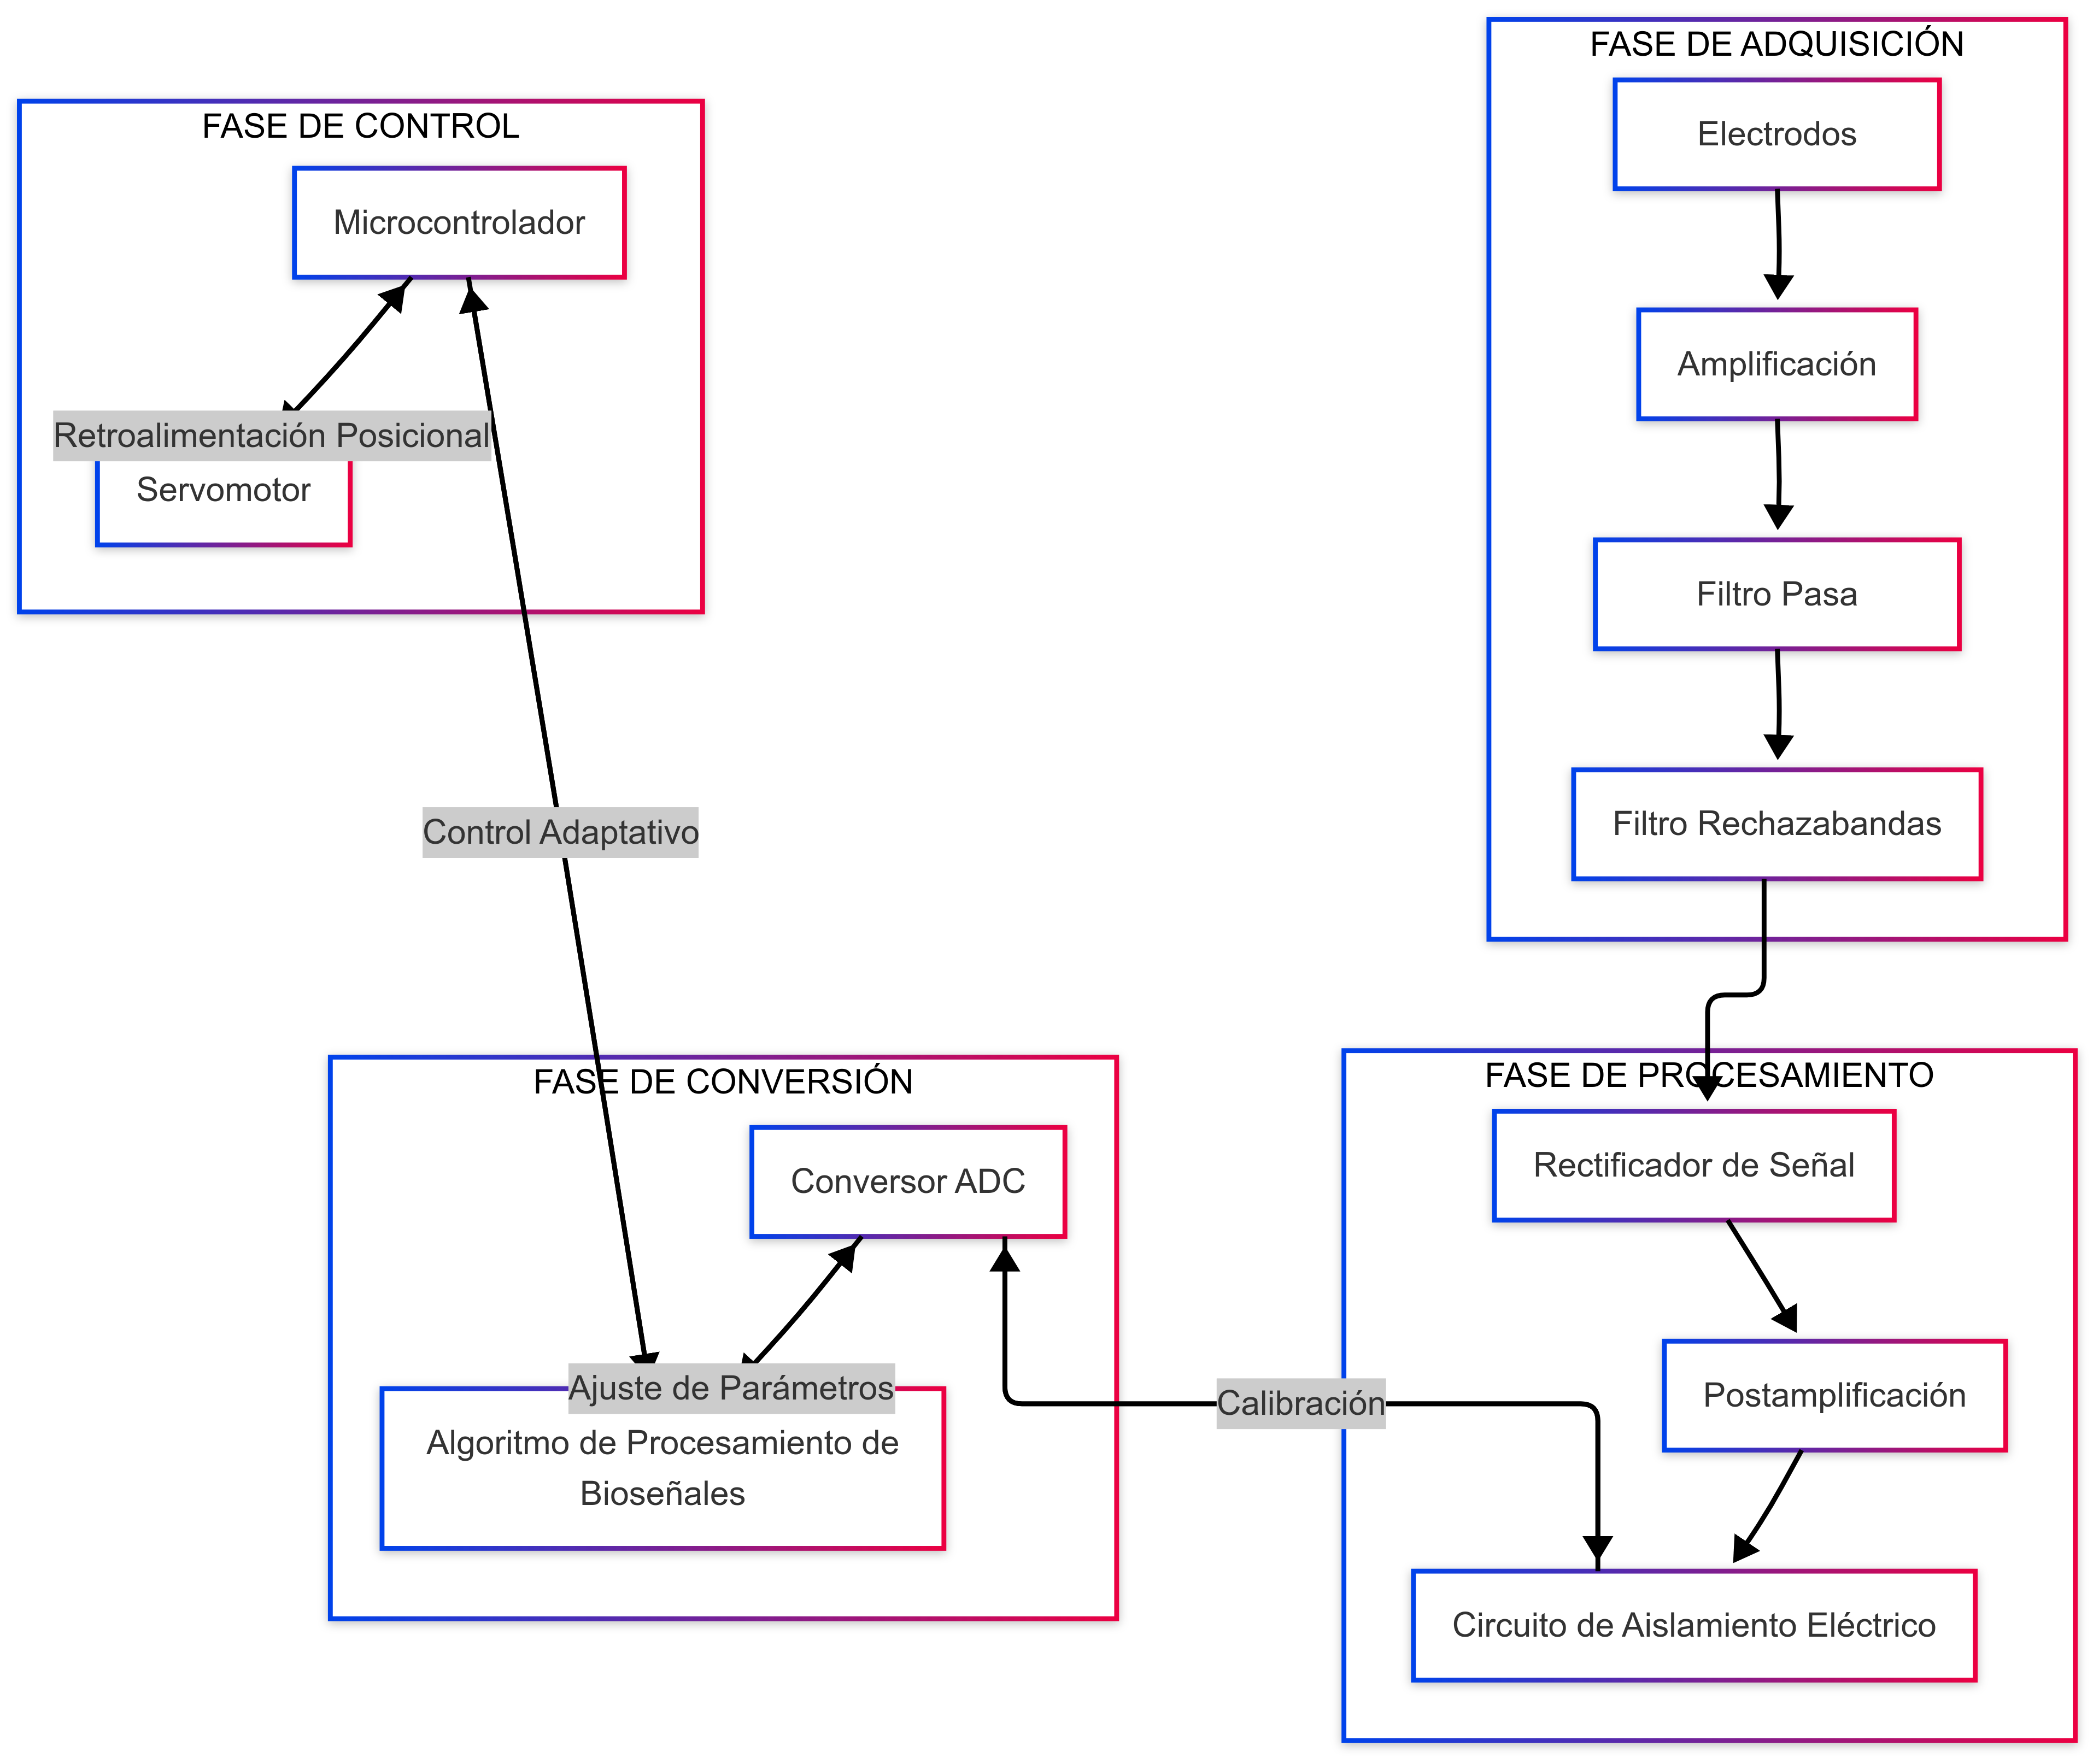 FASE DE CONTROL
Microcontrolador
Retroalimentación Posicional
Servomotor
Control Adaptativo
FASE DE ADQUISICIÓN
Electrodos
Amplificación
Filtro Pasa
Filtro Rechazabandas
FASE DE CONVERSIÓN
Conversor ADC
Ajuste de Parámetros
Algoritmo de Procesamiento de
Bioseñales
Calibración
FASE DE PROCESAMIENTO
Rectificador de Señal
Postamplificación
Circuito de Aislamiento Eléctrico